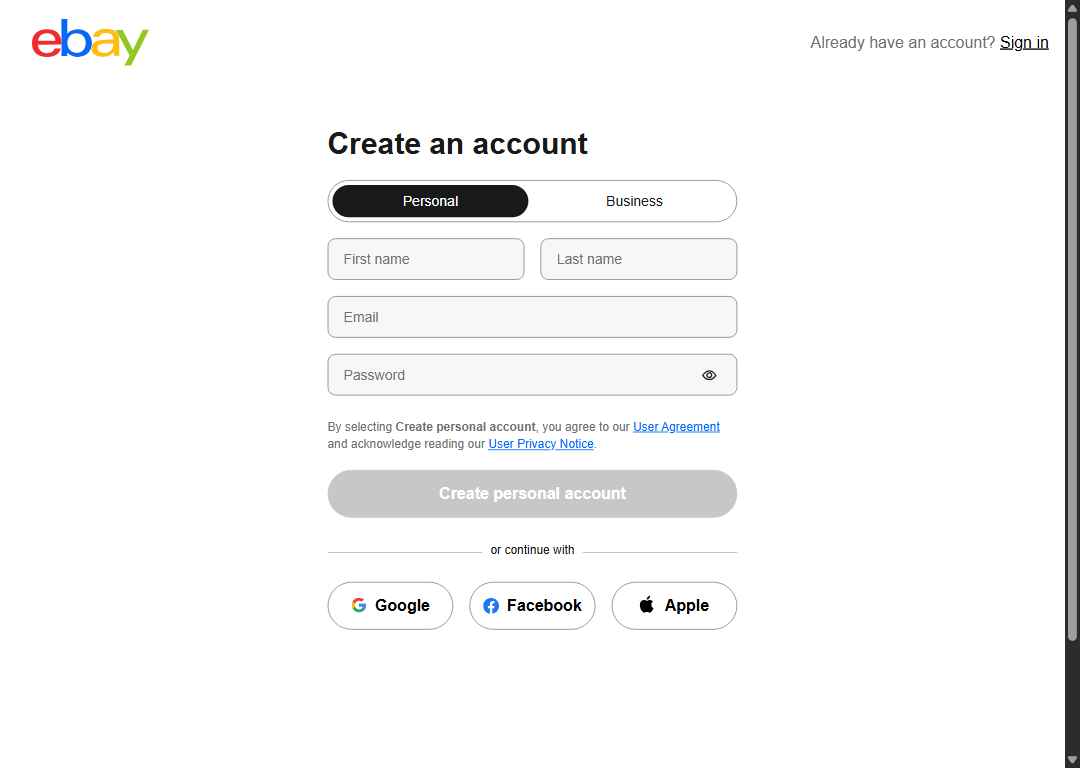 ebay
Already have an account? Sign in
Create an account
Personal
Business
First name
Last name
Email
Password
By selecting Create personal account, you agree to our User Agreement
and acknowledge reading our User Privacy Notice.
Create personal account
or continue with
Google
Facebook
Apple